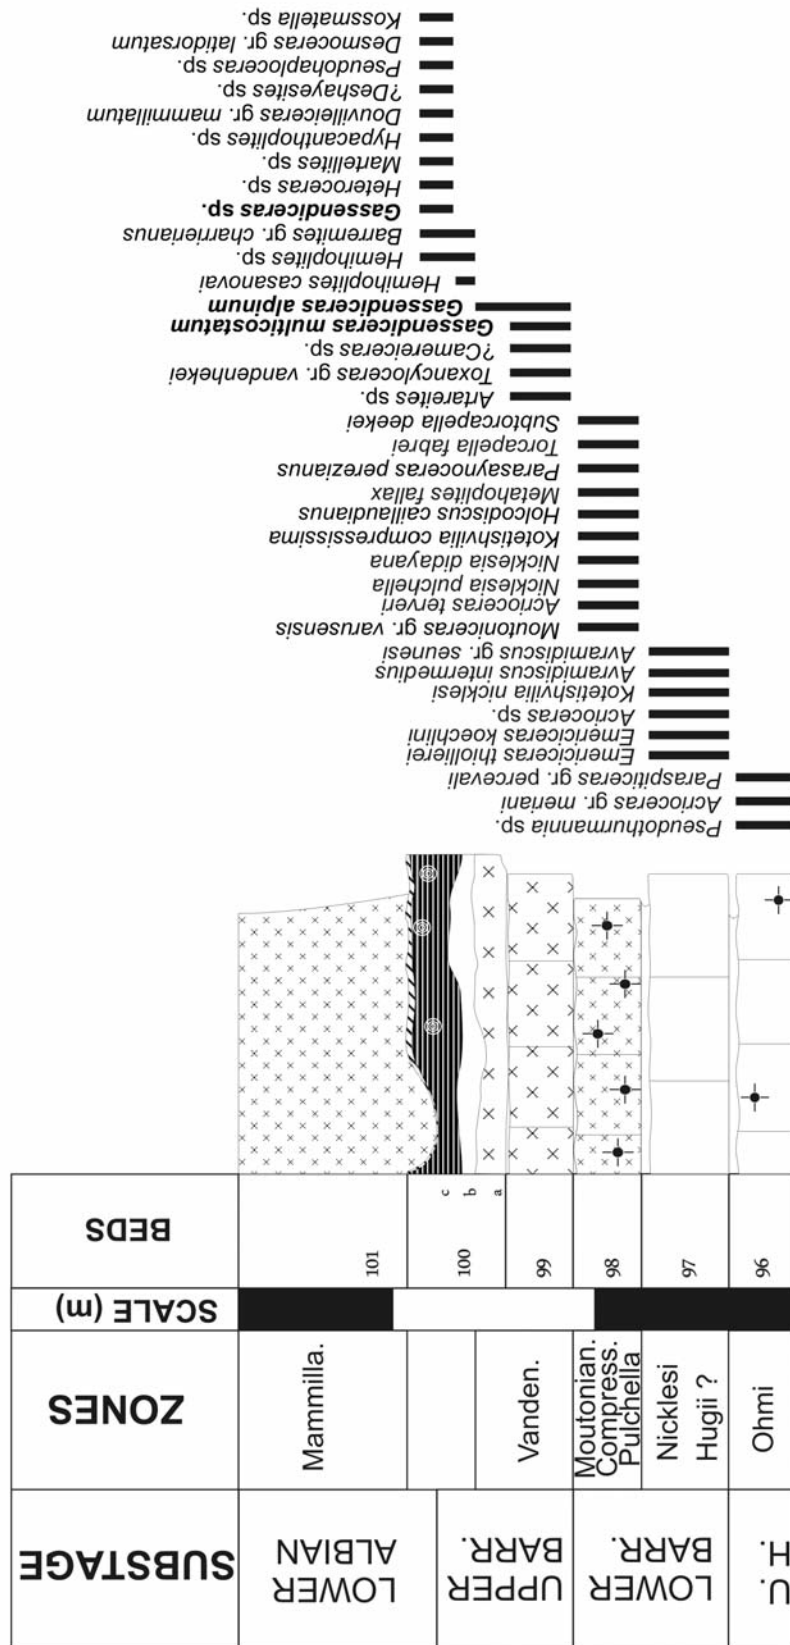 Kossmatella sp.
Desmoceras gr. latidorsatum
Pseudohaploceras sp.
?Deshayesites sp.
Douvilleiceras gr. mammillatum
Hypacanthoplites sp.
Martellites sp.
Heteroceras sp.
Gassendiceras sp.
Barremites gr. charrierianus
Hemihoplites sp.
Hemihoplites casanovai
Gassendiceras alpinum
Gassendiceras multicostatum
?Camereiceras sp.
Toxancyloceras gr. vandenhekei
Artareites sp.
Subtorcapella deekei
Torcapella fabrei
Parasaynoceras perezianus
Metahoplites fallax
Holcodiscus caillaudianus
Kotetishvilia compressissima
Nicklesia didayana
Nicklesia pulchella
Acrioceras terveri
Moutoniceras gr. varusensis
Avramidiscus gr. seunesi
Avramidiscus intermedius
Kotetishvilia nicklesi
Acrioceras sp.
Emericiceras koechlini
Emericiceras thiollierei
Paraspiticeras gr. percevali
Acrioceras gr. meriani
Pseudothurmannia sp.
BEDS
101
100
c
b
a
99
98
97
96
SCALE (m)
ZONES
Mammilla.
Vanden.
Moutonian.
Compress.
Pulchella
Nicklesi
Hugii ?
Ohmi
SUBSTAGE
LOWER
ALBIAN
UPPER
BARR.
LOWER
BARR.
U.
H.